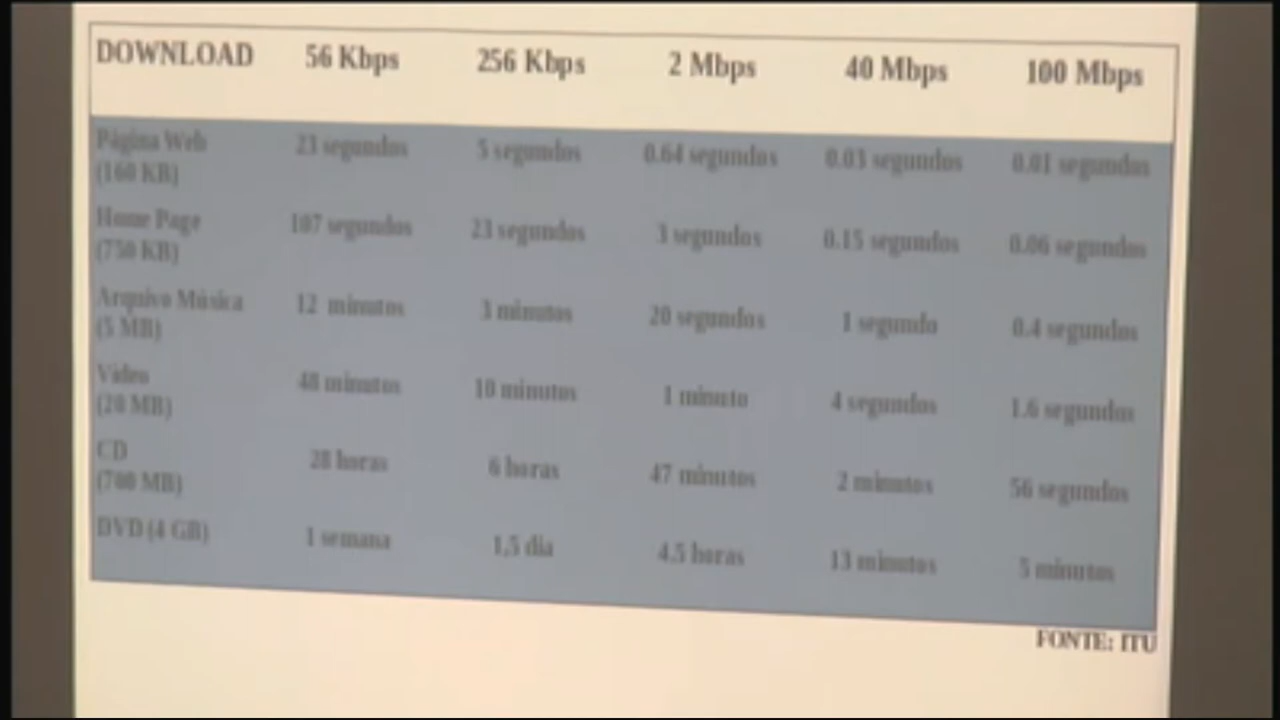 DOWNLOAD 56 Kbps 256 Kbps 2 Mbps 40 Mbps 100 Mbps
Página Web 23 segundos 5 segundos 0.64 segundos 0.03 segundos 0.01 segundos
(160 KB)
Home Page 107 segundos 23 segundos 3 segundos 0.15 segundos 0.06 segundos
(750 KB)
Arquivo Música 12 minutos 3 minutos 20 segundos 1 segundo 0.4 segundos
(5 MB)
Vídeo 48 minutos 10 minutos 1 minuto 4 segundos 1.6 segundos
(20 MB)
CD 28 horas 6 horas 47 minutos 2 minutos 56 segundos
(700 MB)
DVD (4 GB) 1 semana 1,5 dia 4.5 horas 13 minutos 5 minutos
FONTE: ITU